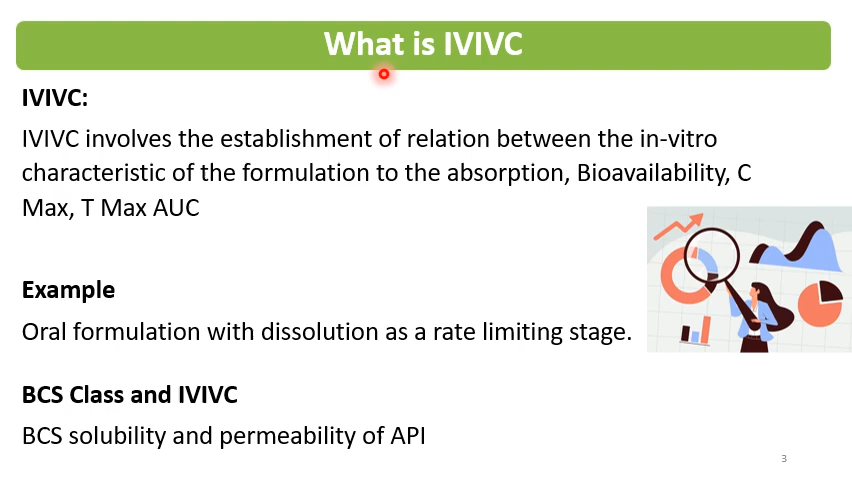 What is IVIVC
IVIVC:
IVIVC involves the establishment of relation between the in-vitro
characteristic of the formulation to the absorption, Bioavailability, C
Max, T Max AUC
Example
Oral formulation with dissolution as a rate limiting stage.
BCS Class and IVIVC
BCS solubility and permeability of API
3